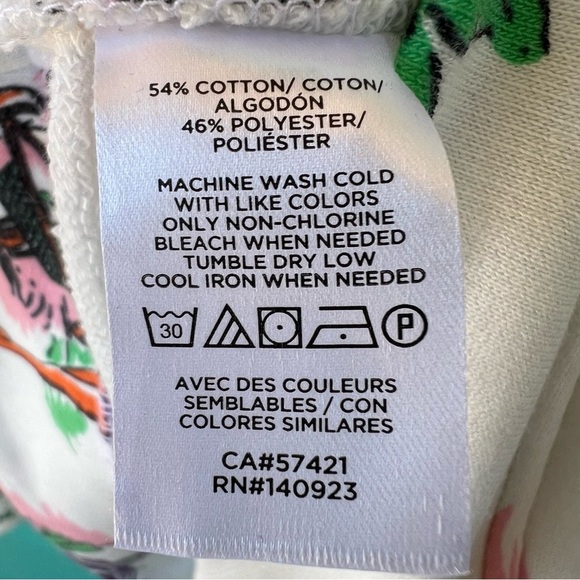 54% COTTON/ COTON/
ALGODÓN
46% POLYESTER/
POLIÉSTER
MACHINE WASH COLD
WITH LIKE COLORS
ONLY NON-CHLORINE
BLEACH WHEN NEEDED
TUMBLE DRY LOW
COOL IRON WHEN NEEDED
30 P
AVEC DES COULEURS
SEMBLABLES / CON
COLORES SIMILARES
CA#57421
RN#140923